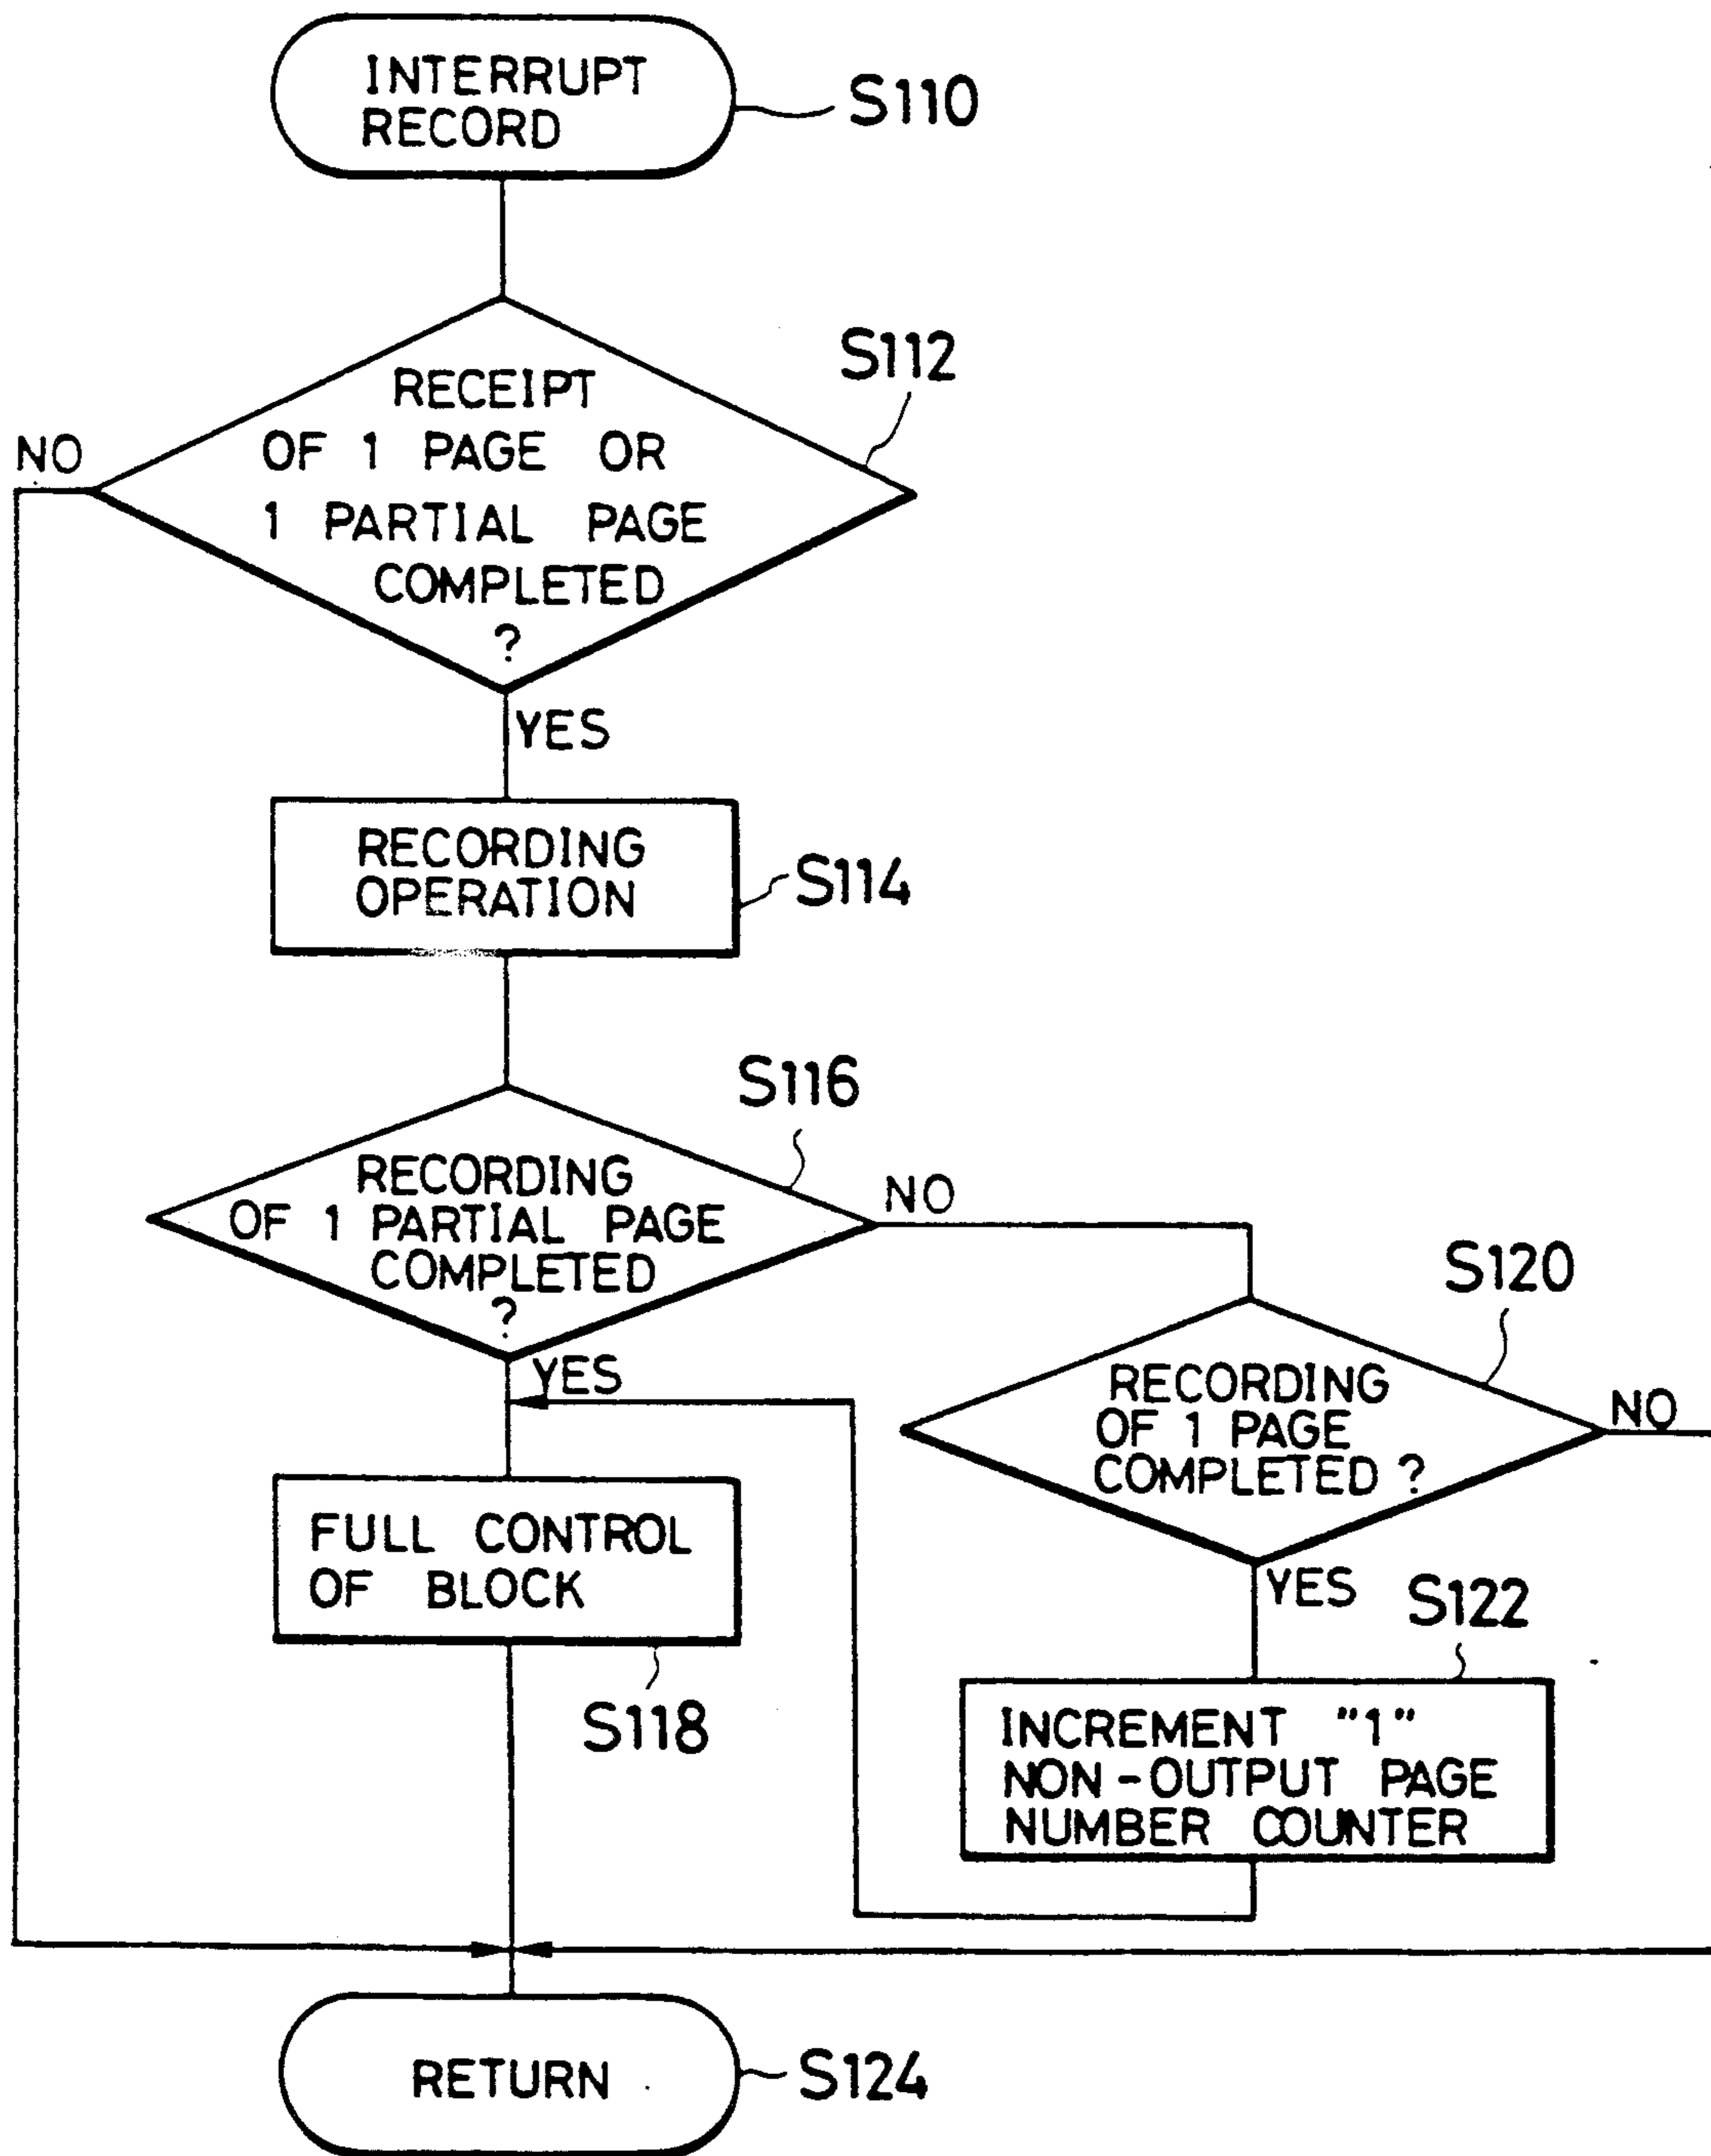 INTERRUPT
RECORD
S110
S112
RECEIPT
OF 1 PAGE OR
1 PARTIAL PAGE
COMPLETED
?
NO
YES
RECORDING
OPERATION
S114
S116
RECORDING
OF 1 PARTIAL PAGE
COMPLETED
?
NO
YES
S120
RECORDING
OF 1 PAGE
COMPLETED ?
NO
YES
FULL CONTROL
OF BLOCK
S118
S122
INCREMENT "1"
NON-OUTPUT PAGE
NUMBER COUNTER
RETURN
S124